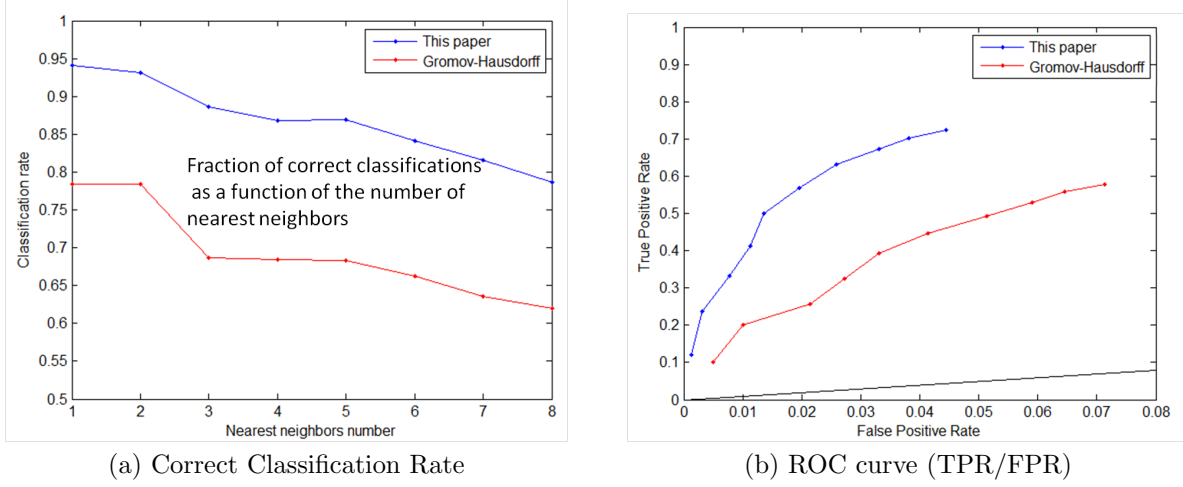 This paper
Gromov-Hausdorff
1
0.95
0.9
0.85
0.8
0.75
0.7
0.65
0.6
0.55
0.5
Classification rate
Fraction of correct classifications
as a function of the number of
nearest neighbors
1 2 3 4 5 6 7 8
Nearest neighbors number
(a) Correct Classification Rate
This paper
Gromov-Hausdorff
1
0.9
0.8
0.7
0.6
0.5
0.4
0.3
0.2
0.1
0
True Positive Rate
0 0.01 0.02 0.03 0.04 0.05 0.06 0.07 0.08
False Positive Rate
(b) ROC curve (TPR/FPR)